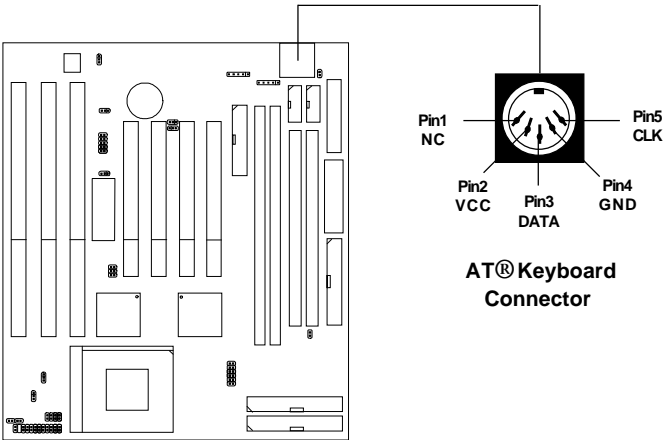 Pin1
NC
Pin5
CLK
Pin2
VCC
Pin3
DATA
Pin4
GND
AT® Keyboard
Connector